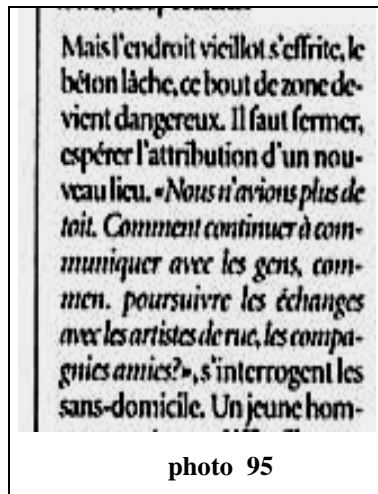 Mais l'endroit vieillot s'effrite, le
béton lâche, ce bout de zone de-
vient dangereux. Il faut fermer,
espérer l'attribution d'un nou-
veau lieu. «Nous n'avions plus de
toit. Comment continuer à com-
muniquer avec les gens, com-
men. poursuivre les échanges
avec les artistes de rue, les compa-
gnies amies?», s'interrogent les
sans-domicile. Un jeune hom-
photo 95